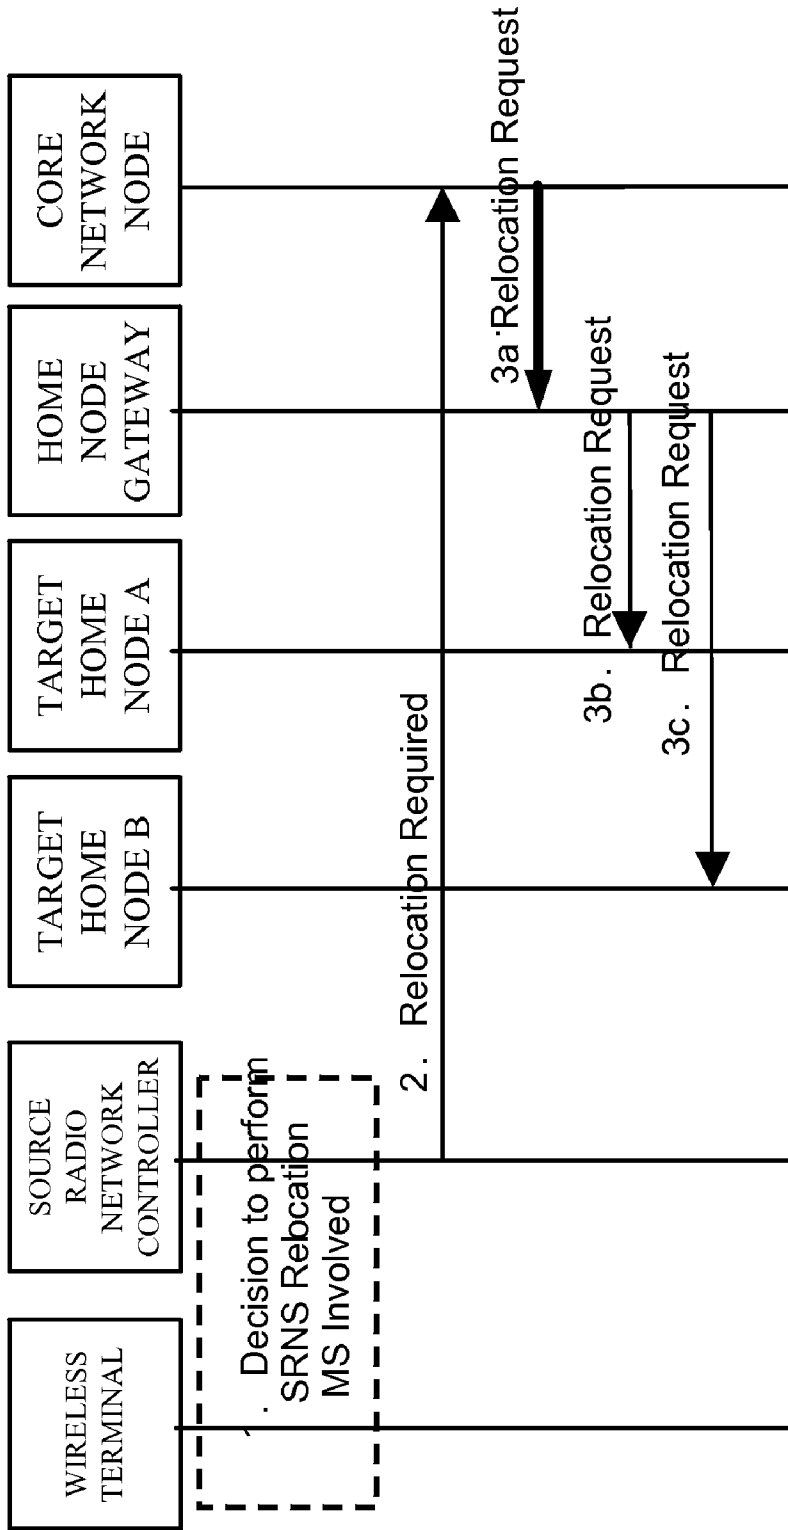 WIRELESS
TERMINAL
SOURCE
RADIO
NETWORK
CONTROLLER
TARGET
HOME
NODE B
TARGET
HOME
NODE A
HOME
NODE
GATEWAY
CORE
NETWORK
NODE
. Decision to perform
SRNS Relocation
MS Involved
2. Relocation Required
3a Relocation Request
3b. Relocation Request
3c. Relocation Request